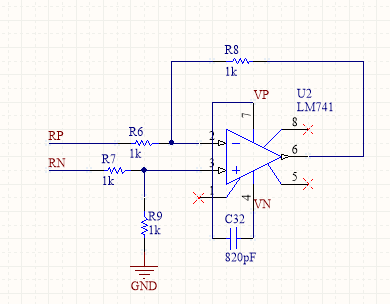 R8
1k
U2
LM741
VP
7
8
RP
R6
1k
2
6
RN
R7
1k
3
1
5
4
VN
R9
1k
C32
820pF
GND